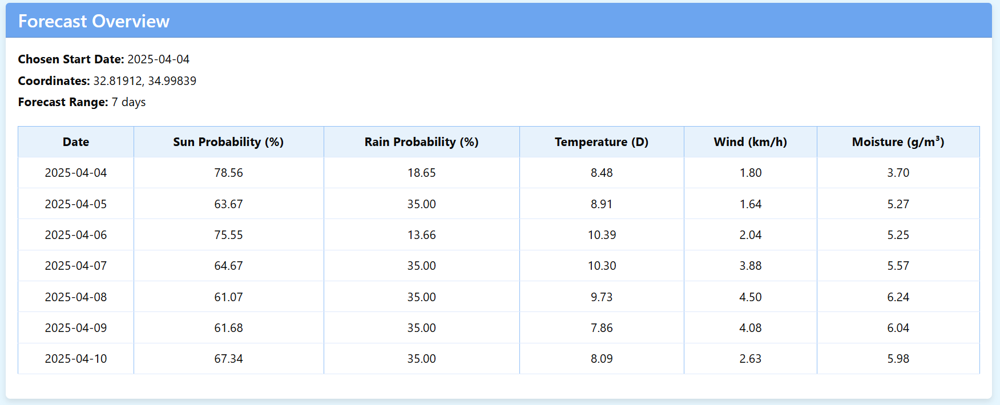 Forecast Overview
Chosen Start Date: 2025-04-04
Coordinates: 32.81912, 34.99839
Forecast Range: 7 days
Date Sun Probability (%) Rain Probability (%) Temperature (D) Wind (km/h) Moisture (g/m³)
2025-04-04 78.56 18.65 8.48 1.80 3.70
2025-04-05 63.67 35.00 8.91 1.64 5.27
2025-04-06 75.55 13.66 10.39 2.04 5.25
2025-04-07 64.67 35.00 10.30 3.88 5.57
2025-04-08 61.07 35.00 9.73 4.50 6.24
2025-04-09 61.68 35.00 7.86 4.08 6.04
2025-04-10 67.34 35.00 8.09 2.63 5.98